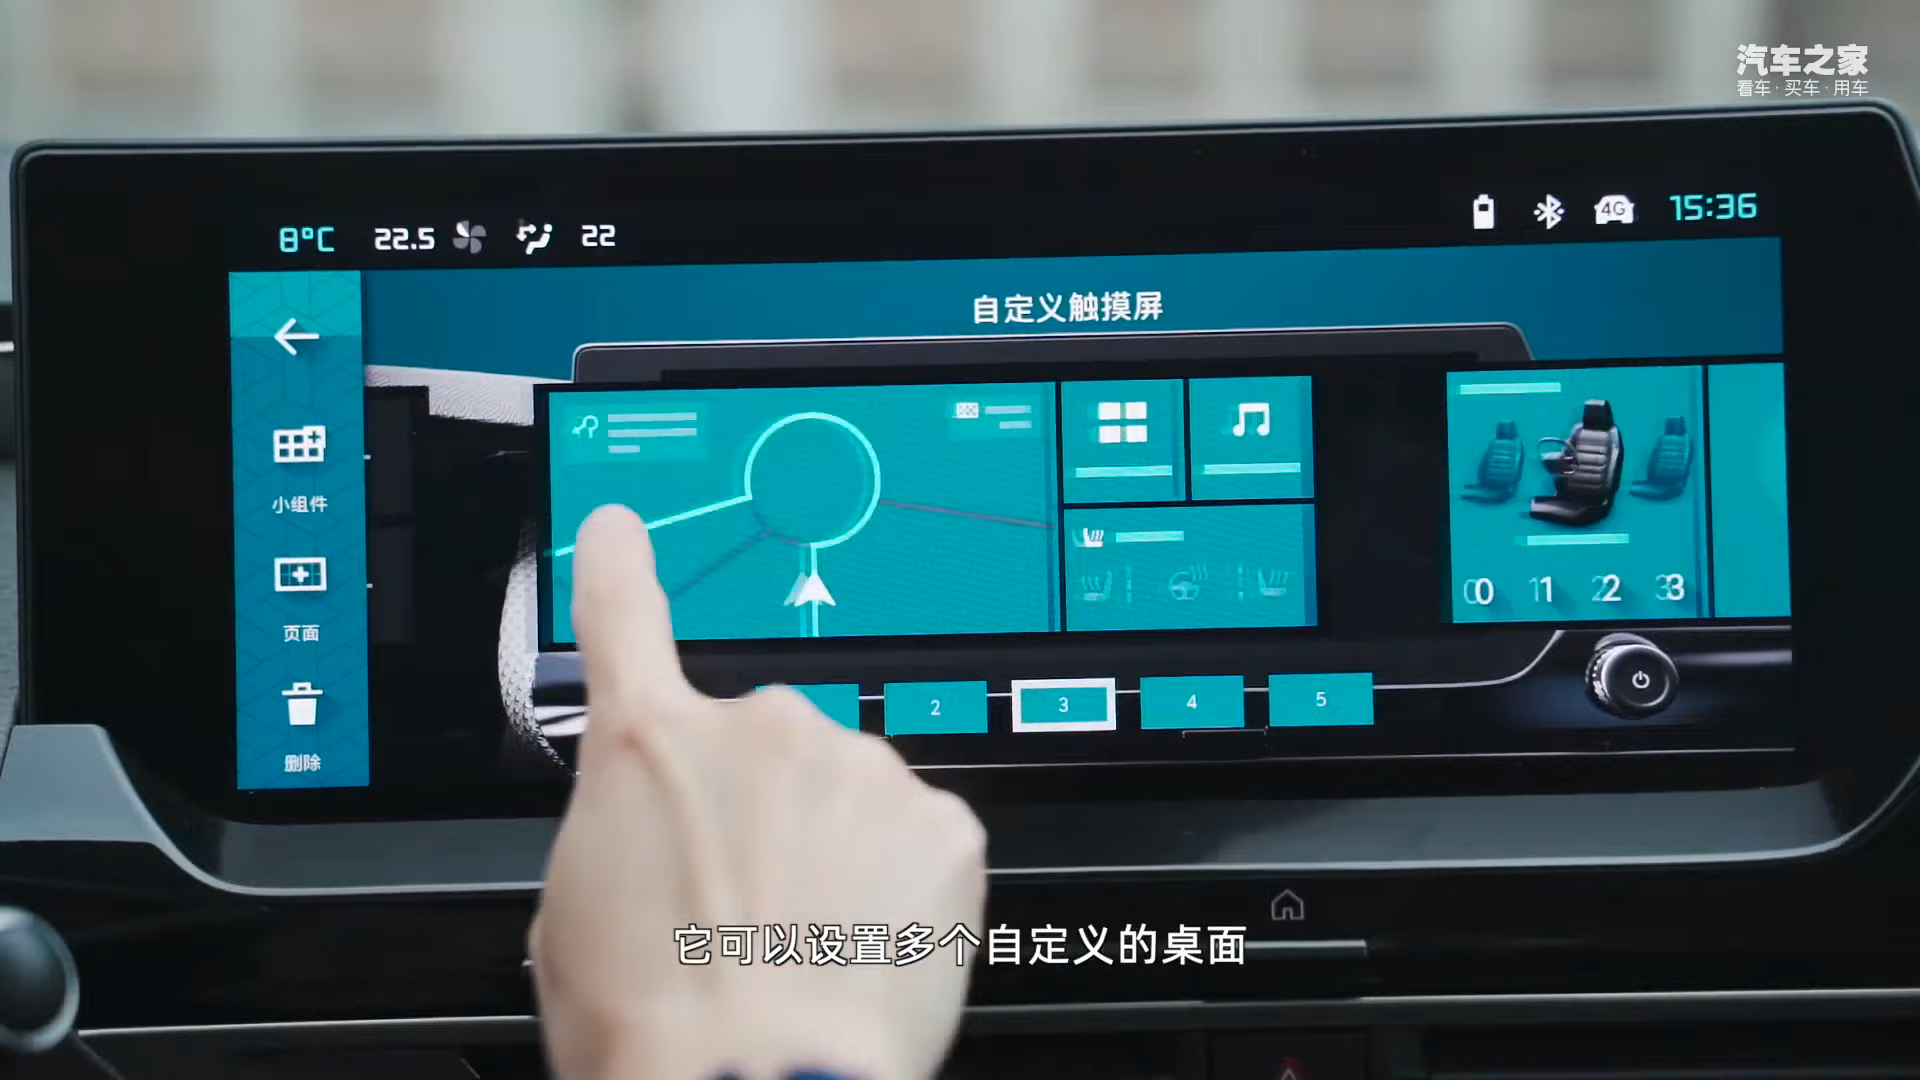 汽车之家
看车·买车·用车
8°C 22.5 22 4G 15:36
自定义触摸屏
小组件
页面
删除
0 1 2 3
2 3 4 5
它可以设置多个自定义的桌面